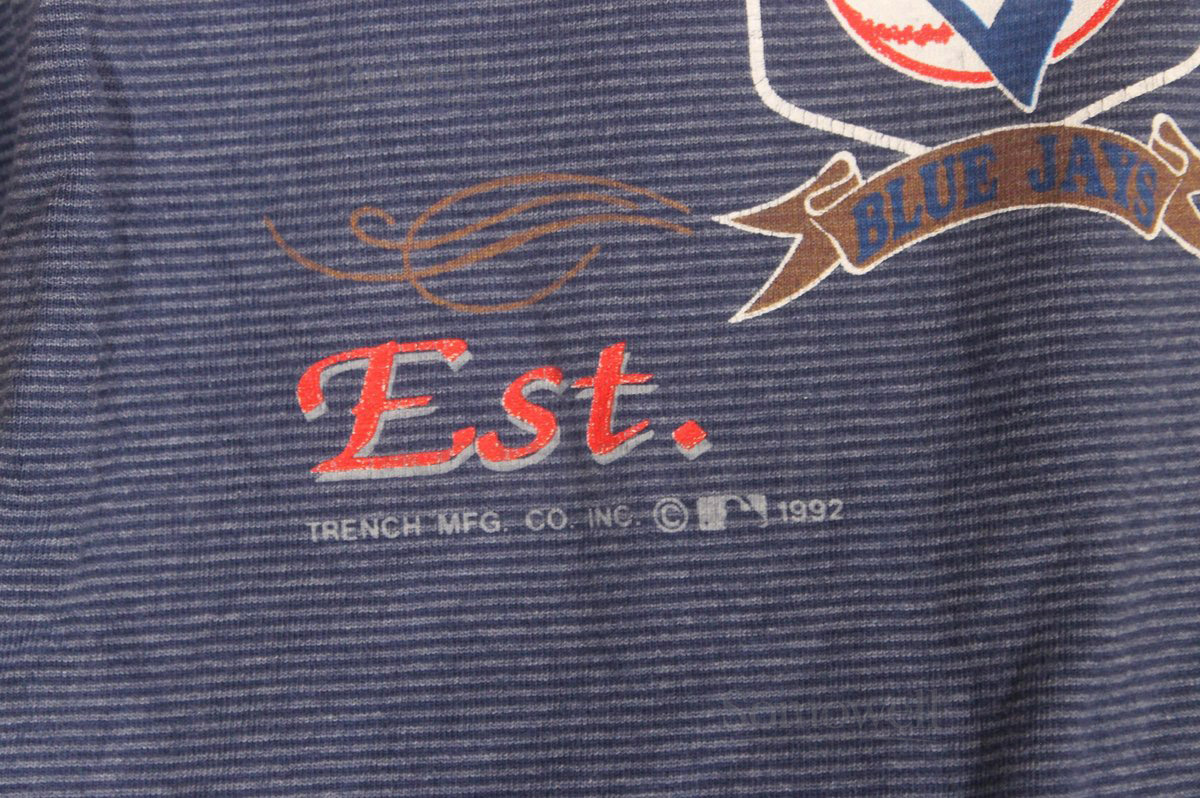 BLUE JAYS
Est.
TRENCH MFG. CO. INC. © 1992